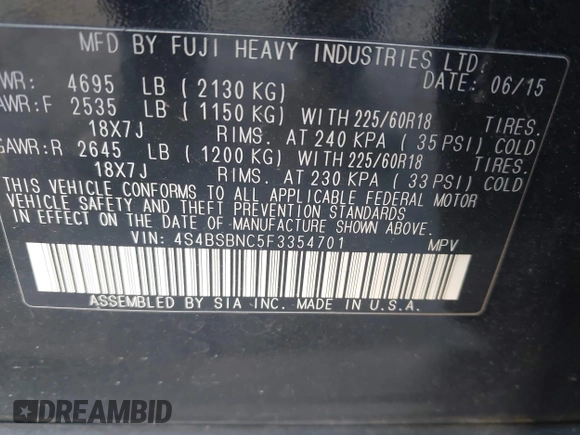 MFD BY FUJI HEAVY INDUSTRIES LTD.
DATE: 06/15
WR: 4695 LB ( 2130 KG)
AWR:F 2535 LB ( 1150 KG) WITH 225/60R18 TIRES.
18X7J RIMS. AT 240 KPA ( 35 PSI) COLD
GAWR:R 2645 LB ( 1200 KG) WITH 225/60R18 TIRES.
18X7J RIMS. AT 230 KPA ( 33 PSI) COLD
THIS VEHICLE CONFORMS TO ALL APPLICABLE FEDERAL MOTOR
VEHICLE SAFETY AND THEFT PREVENTION STANDARDS
IN EFFECT ON THE DATE OF MANUFACTURE SHOWN ABOVE.
VIN: 4S4BSBNC5F3354701 MPV
ASSEMBLED BY SIA INC. MADE IN U.S.A.
DREAMBID